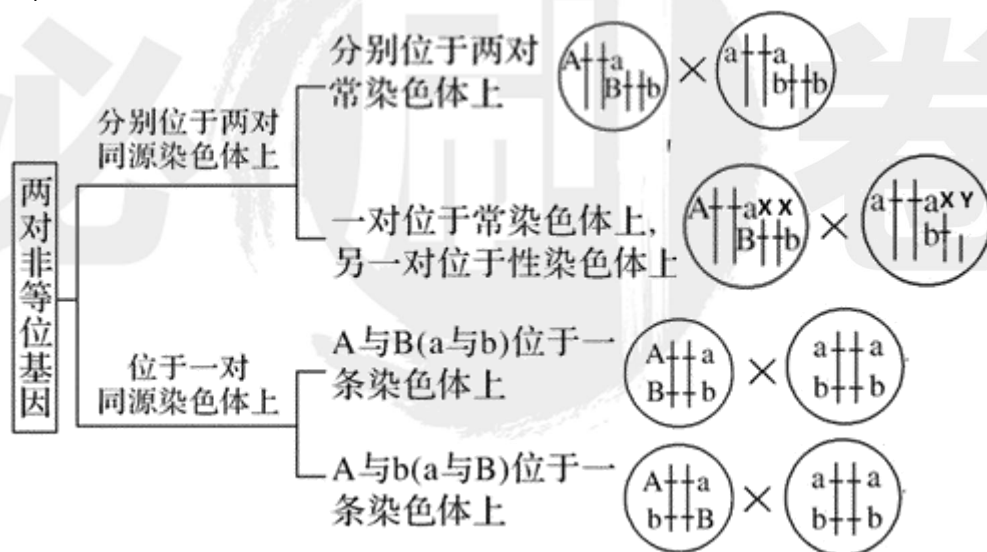 两对非等位基因
分别位于两对
同源染色体上
分别位于两对
常染色体上
A a
B b
×
a a
b b
一对位于常染色体上，
另一对位于性染色体上
A a X X
B b
×
a a X Y
b
位于一对
同源染色体上
A与B(a与b)位于一
条染色体上
A a
B b
×
a a
b b
A与b(a与B)位于一
条染色体上
A a
b B
×
a a
b b